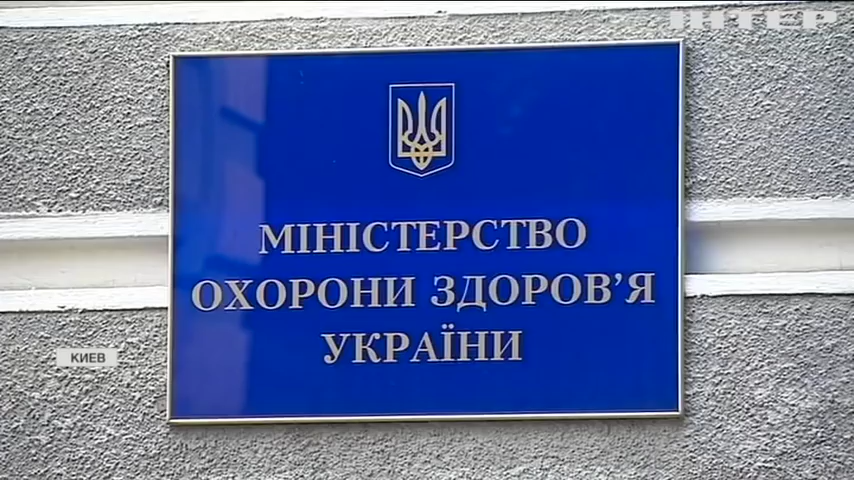 ІНТЕР
МІНІСТЕРСТВО
ОХОРОНИ ЗДОРОВ’Я
УКРАЇНИ
КИЕВ